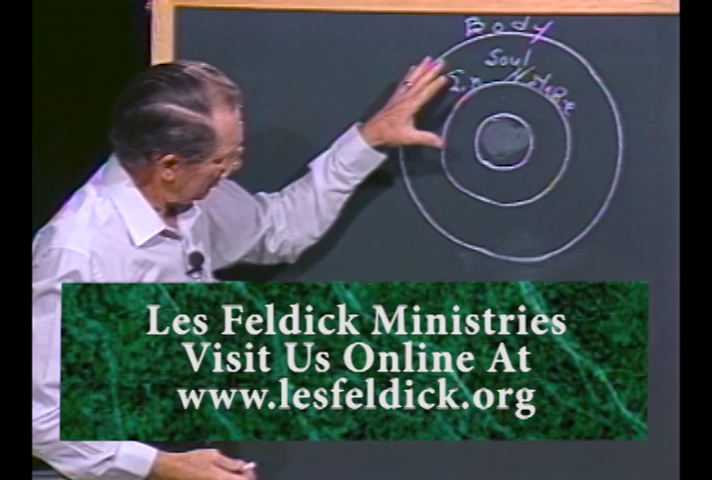 Body
Soul
Les Feldick Ministries
Visit Us Online At
www.lesfeldick.org